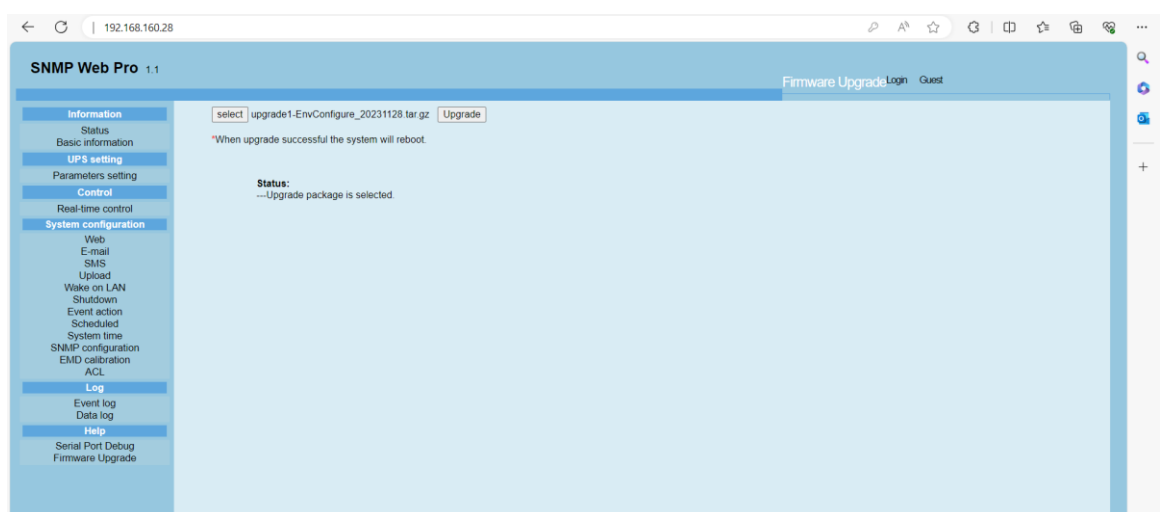 192.168.160.28
SNMP Web Pro 1.1
Firmware Upgrade Login Guest
Information
Status
Basic information
UPS setting
Parameters setting
Control
Real-time control
System configuration
Web
E-mail
SMS
Upload
Wake on LAN
Shutdown
Event action
Scheduled
System time
SNMP configuration
EMD calibration
ACL
Log
Event log
Data log
Help
Serial Port Debug
Firmware Upgrade
select upgrade1-EnvConfigure_20231128.tar.gz Upgrade
*When upgrade successful the system will reboot.
Status:
---Upgrade package is selected.